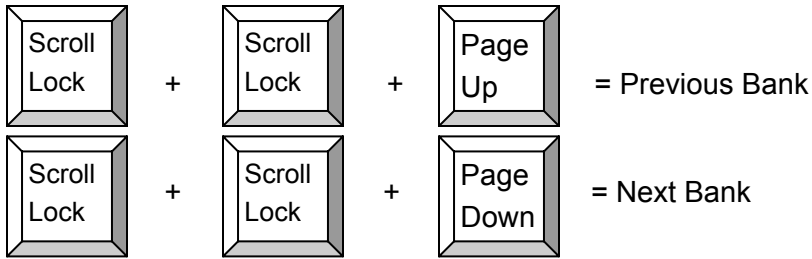 Scroll Lock + Scroll Lock + Page Up = Previous Bank
Scroll Lock + Scroll Lock + Page Down = Next Bank